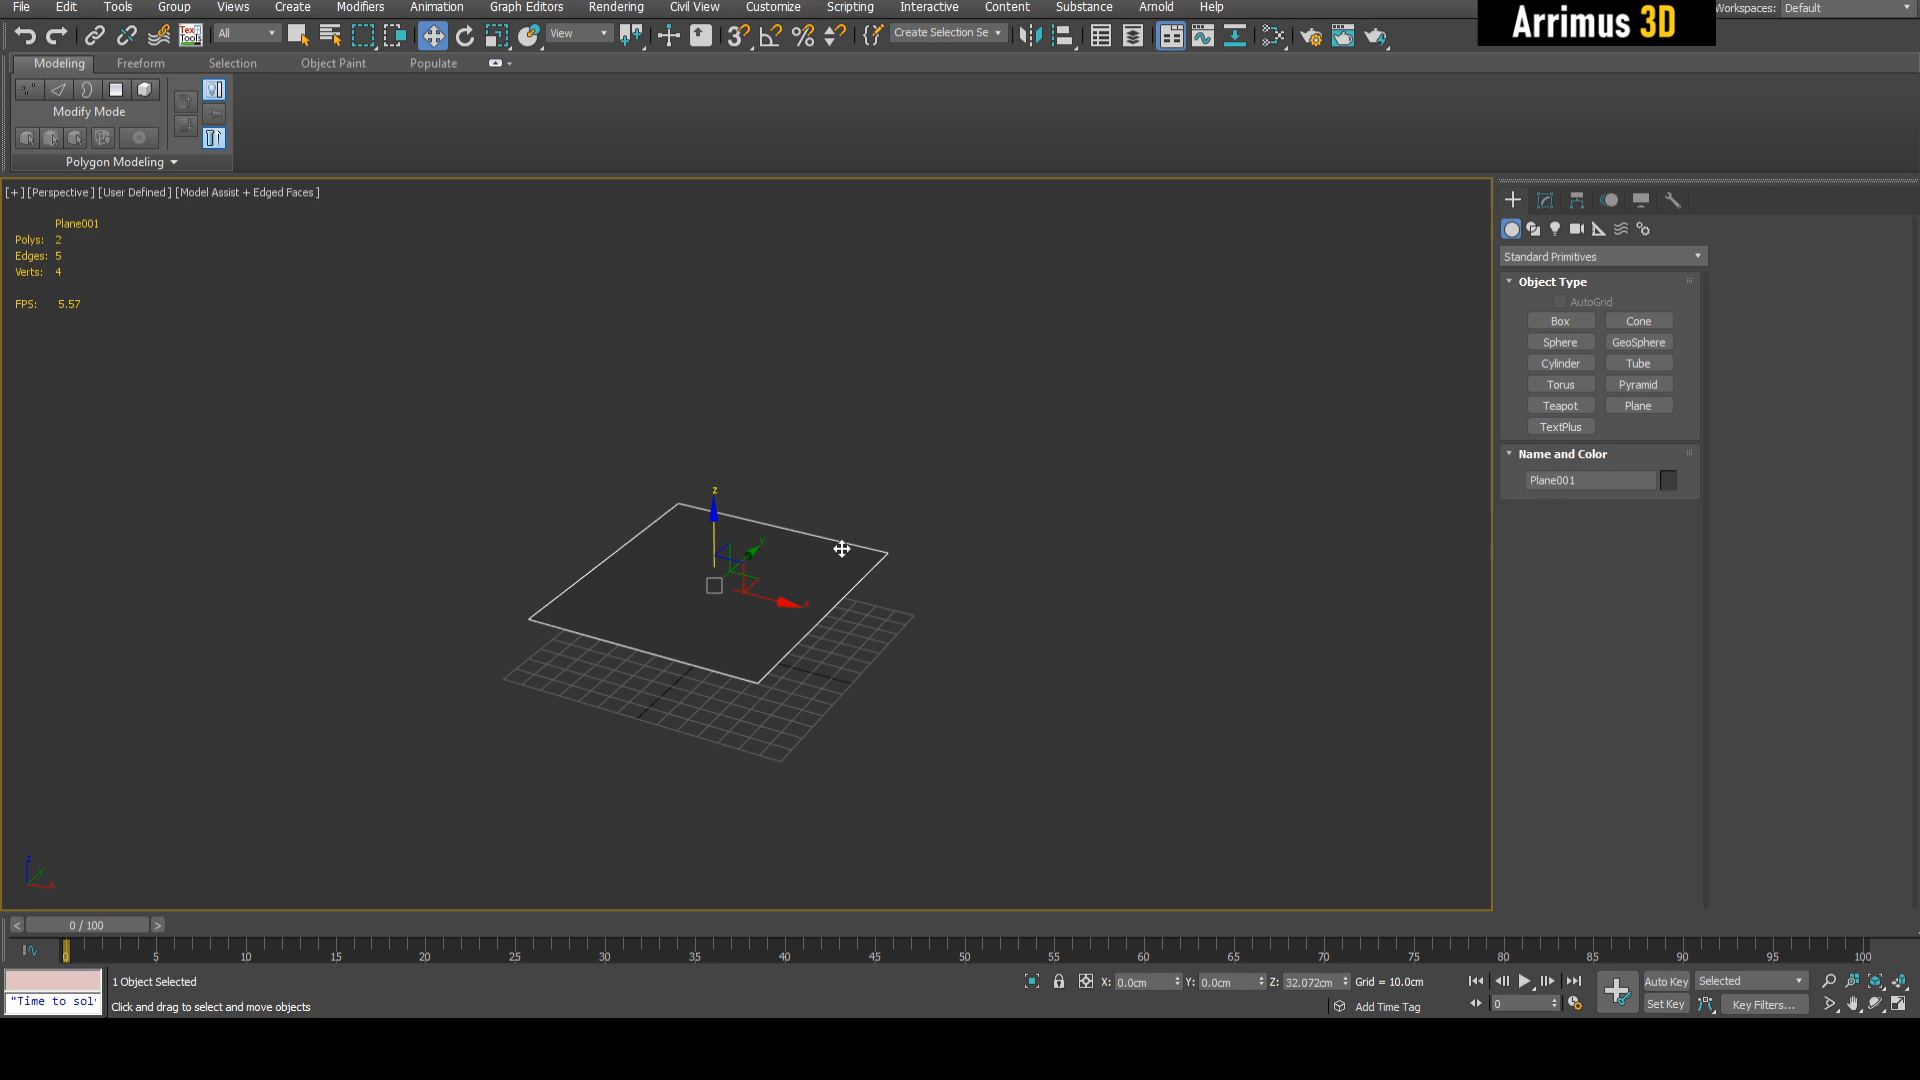 File Edit Tools Group Views Create Modifiers Animation Graph Editors Rendering Civil View Customize Scripting Interactive Content Substance Arnold Help
Arrimus 3D
Workspaces: Default
Tex Tools
All
View
Create Selection Se
Modeling Freeform Selection Object Paint Populate
Modify Mode
Polygon Modeling
[+] [Perspective] [User Defined] [Model Assist + Edged Faces]
Plane001
Polys: 2
Edges: 5
Verts: 4
FPS: 5.57
z
y
x
z
y
x
Standard Primitives
Object Type
AutoGrid
Box Cone
Sphere GeoSphere
Cylinder Tube
Torus Pyramid
Teapot Plane
TextPlus
Name and Color
Plane001
< 0 / 100 >
0 5 10 15 20 25 30 35 40 45 50 55 60 65 70 75 80 85 90 95 100
1 Object Selected
X: 0.0cm Y: 0.0cm Z: 32.072cm Grid = 10.0cm
Auto Key Selected
"Time to sol
Click and drag to select and move objects
Add Time Tag
0
Set Key Key Filters...